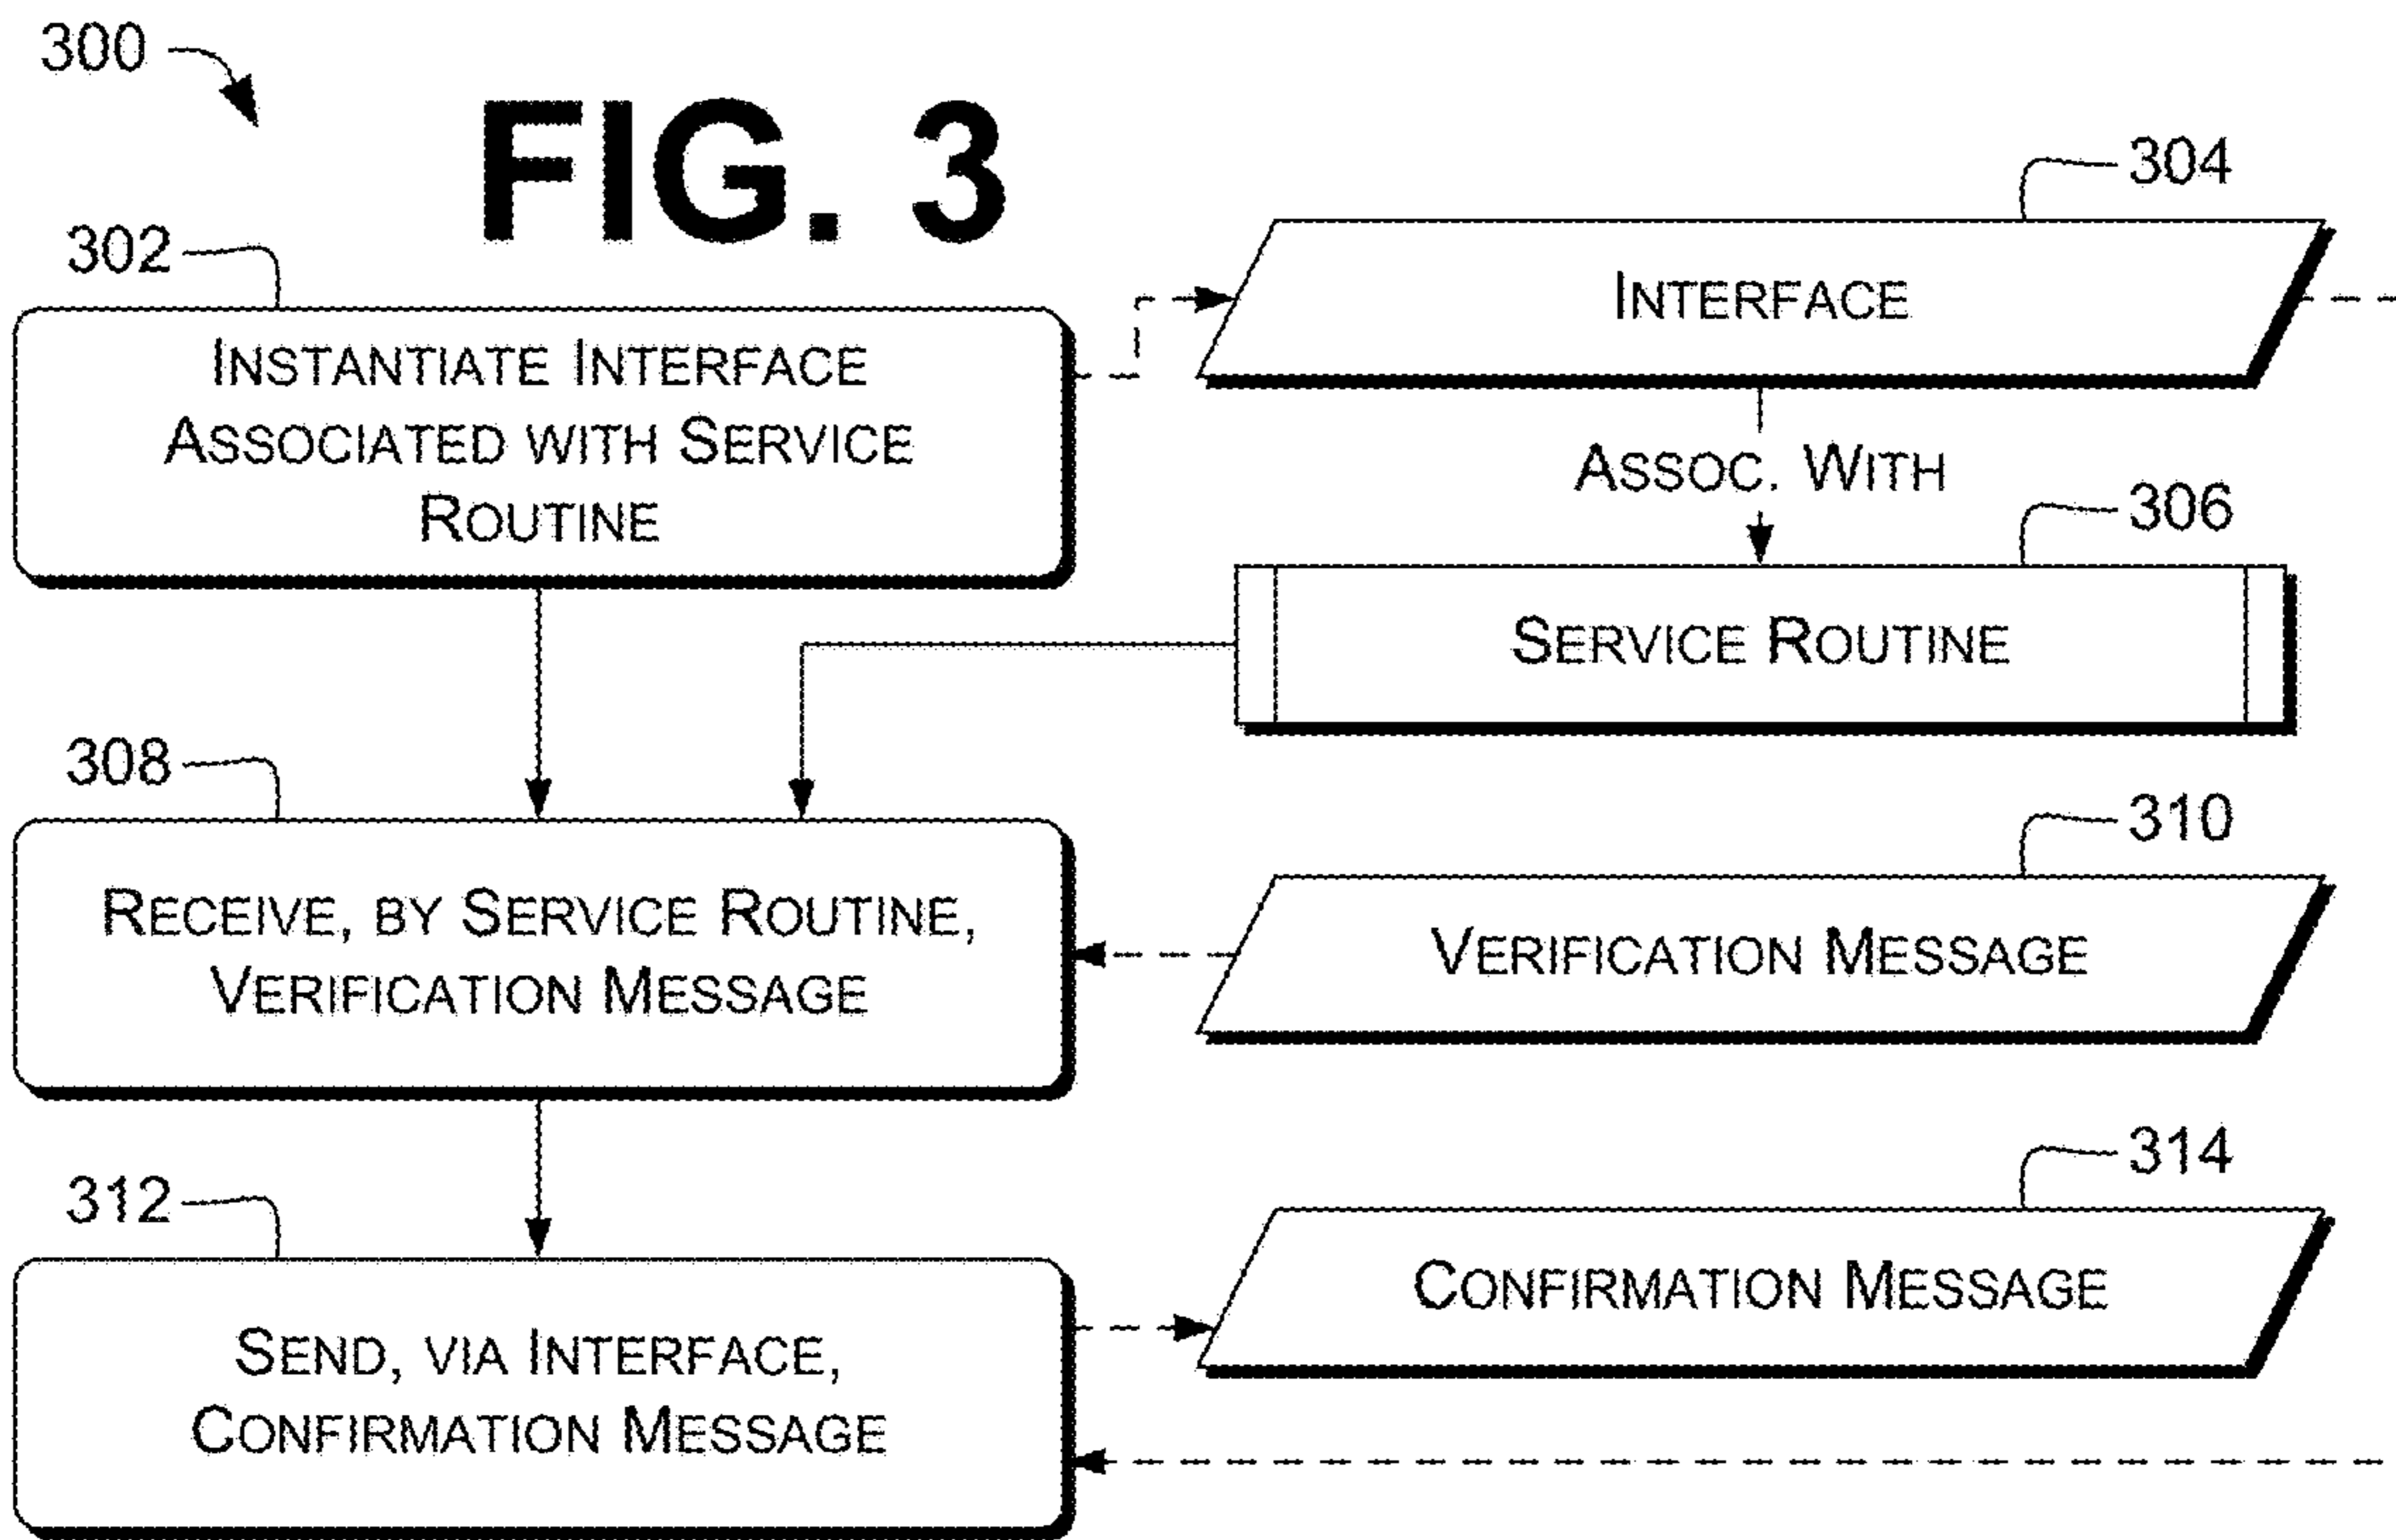 300
FIG. 3
304
302
INTERFACE
INSTANTIATE INTERFACE
ASSOCIATED WITH SERVICE
ROUTINE
ASSOC. WITH
306
SERVICE ROUTINE
308
310
RECEIVE, BY SERVICE ROUTINE,
VERIFICATION MESSAGE
VERIFICATION MESSAGE
314
312
CONFIRMATION MESSAGE
SEND, VIA INTERFACE,
CONFIRMATION MESSAGE